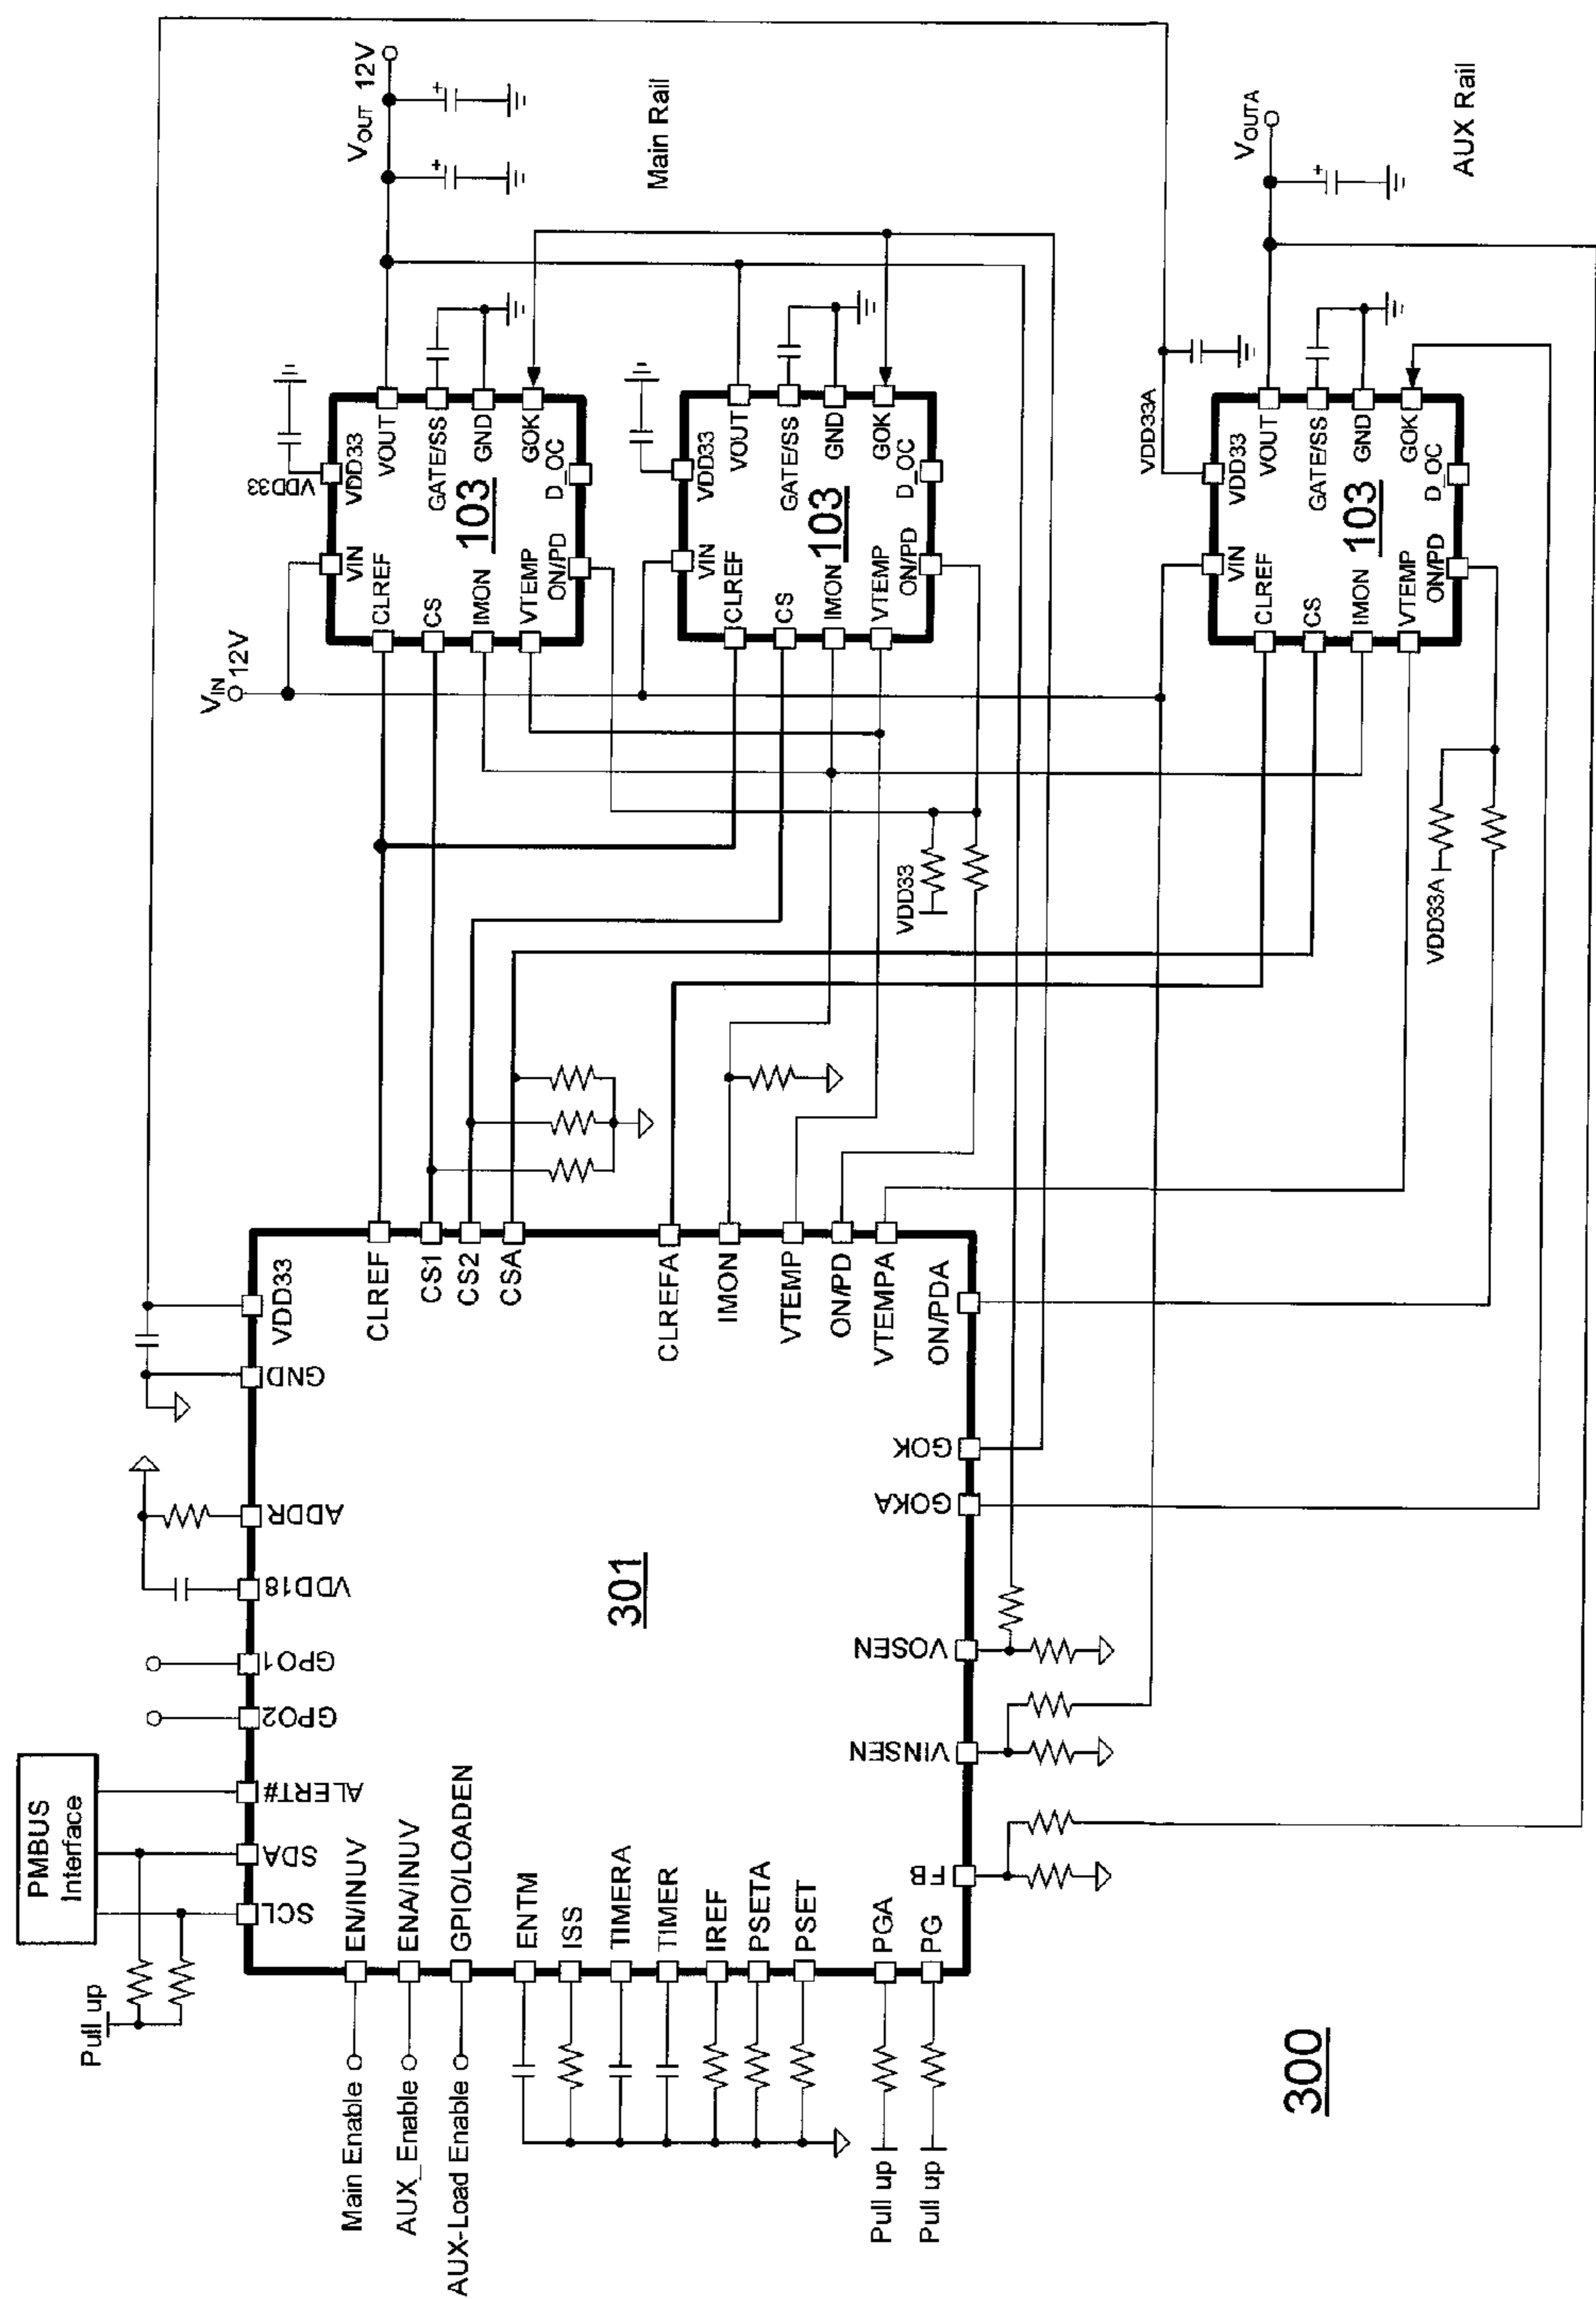 PMBUS
Interface
Pull up
SCL
SDA
ALERT#
GPO2
GPO1
VDD18
ADDR
GND
VDD33
Main Enable
AUX_Enable
AUX-Load Enable
EN/INUV
ENA/INUV
GPIO/LOADEN
ENTM
ISS
TIMERA
TIMER
IREF
PSETA
PSET
PGA
PG
Pull up
Pull up
FB
VINSEN
VOSEN
GOKA
GOK
ON/PDA
CLREF
CS1
CS2
CSA
CLREFA
IMON
VTEMP
ON/PD
VTEMPA
301
VIN 12V
VDD33
VIN
VDD33
CLREF
CS
IMON
VTEMP
ON/PD
VOUT
GATE/SS
GND
GOK
D_OC
103
VOUT 12V
Main Rail
VIN
VDD33
CLREF
CS
IMON
VTEMP
ON/PD
VOUT
GATE/SS
GND
GOK
D_OC
103
VDD33
VDD33A
VIN
VDD33
CLREF
CS
IMON
VTEMP
ON/PD
VOUT
GATE/SS
GND
GOK
D_OC
103
VDD33A
VOUTA
AUX Rail
300